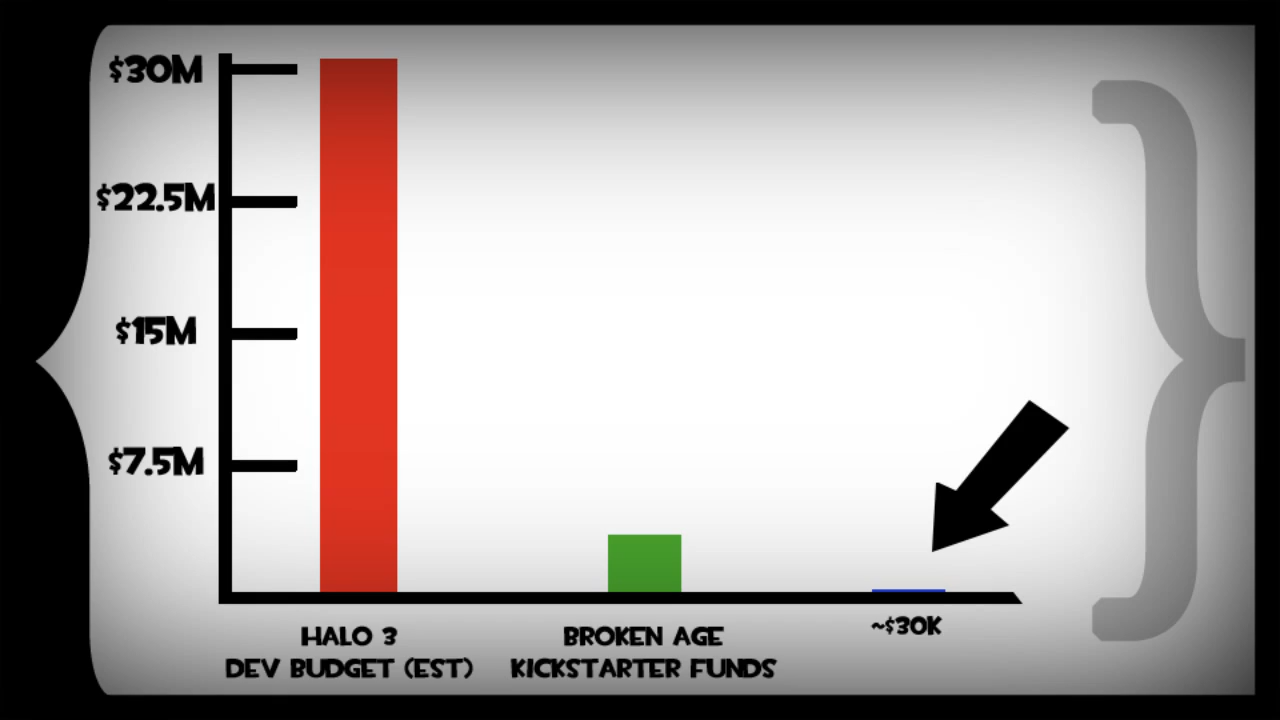 $30M
$22.5M
$15M
$7.5M
HALO 3
DEV BUDGET (EST)
BROKEN AGE
KICKSTARTER FUNDS
~$30K